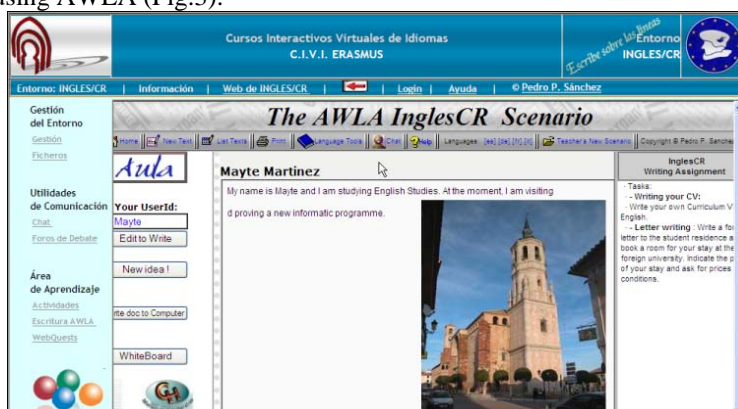 using AWLA (Fig.3).
Cursos Interactivos Virtuales de Idiomas
C.I.V.I. ERASMUS
Escribe sobre las líneas
Entorno
INGLES/CR
Entorno: INGLES/CR | Información | Web de INGLES/CR | | Login | Ayuda | © Pedro P. Sánchez
Gestión
del Entorno
Gestión
Ficheros
Utilidades
de Comunicación
Chat
Foros de Debate
Área
de Aprendizaje
Actividades
Escritura AWLA
WebQuests
The AWLA InglesCR Scenario
Home New Text List Texts Print Language Tools Chat Help Languages: [es],[de],[fr],[it] Teacher's New Scenario Copyright © Pedro P. Sanchez
Aula
Your UserId:
Mayte
Edit to Write
New idea !
rite doc to Computer
WhiteBoard
Mayte Martinez
My name is Mayte and I am studying English Studies. At the moment, I am visiting
d proving a new informatic programme.
InglesCR
Writing Assignment
- Tasks:
- - Writing your CV:
- Write your own Curriculum V
English.
- - Letter writing : Write a for
letter to the student residence a
book a room for your stay at the
foreign university. Indicate the p
of your stay and ask for prices
conditions.